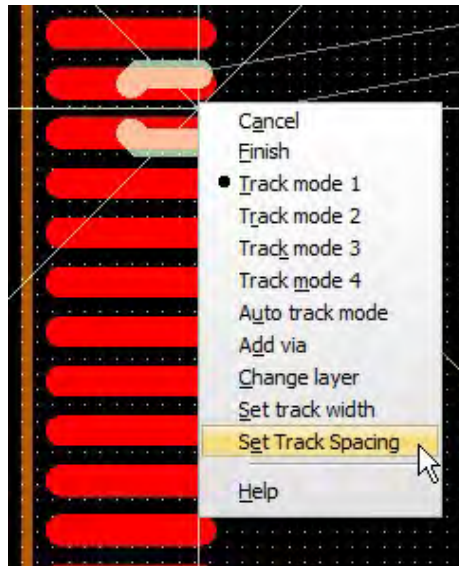 Cancel
Finish
Track mode 1
Track mode 2
Track mode 3
Track mode 4
Auto track mode
Add via
Change layer
Set track width
Set Track Spacing
Help